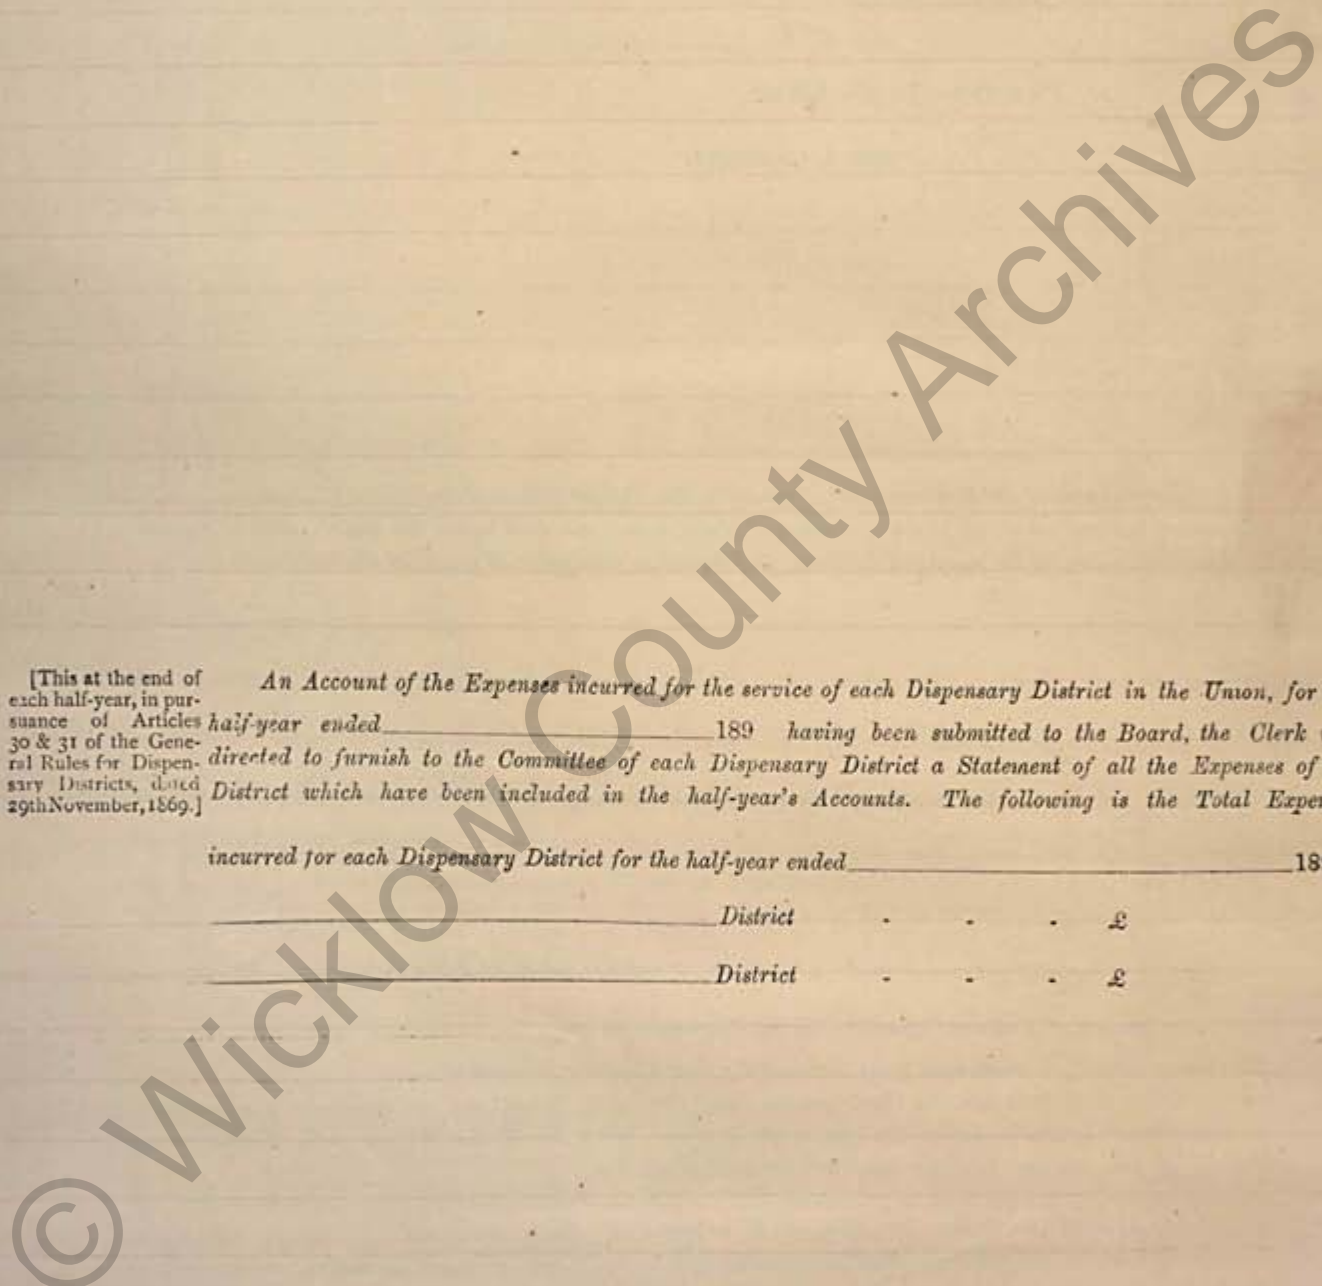 [This at the end of
each half-year, in pur-
suance of Articles
30 & 31 of the Gene-
ral Rules for Dispen-
sary Districts, dated
29th November, 1869.]
An Account of the Expenses incurred for the service of each Dispensary District in the Union, for
half-year ended 189 having been submitted to the Board, the Clerk
directed to furnish to the Committee of each Dispensary District a Statement of all the Expenses of
District which have been included in the half-year's Accounts. The following is the Total Expen
incurred for each Dispensary District for the half-year ended 18
District - - - £
District - - - £
© Wicklow County Archives